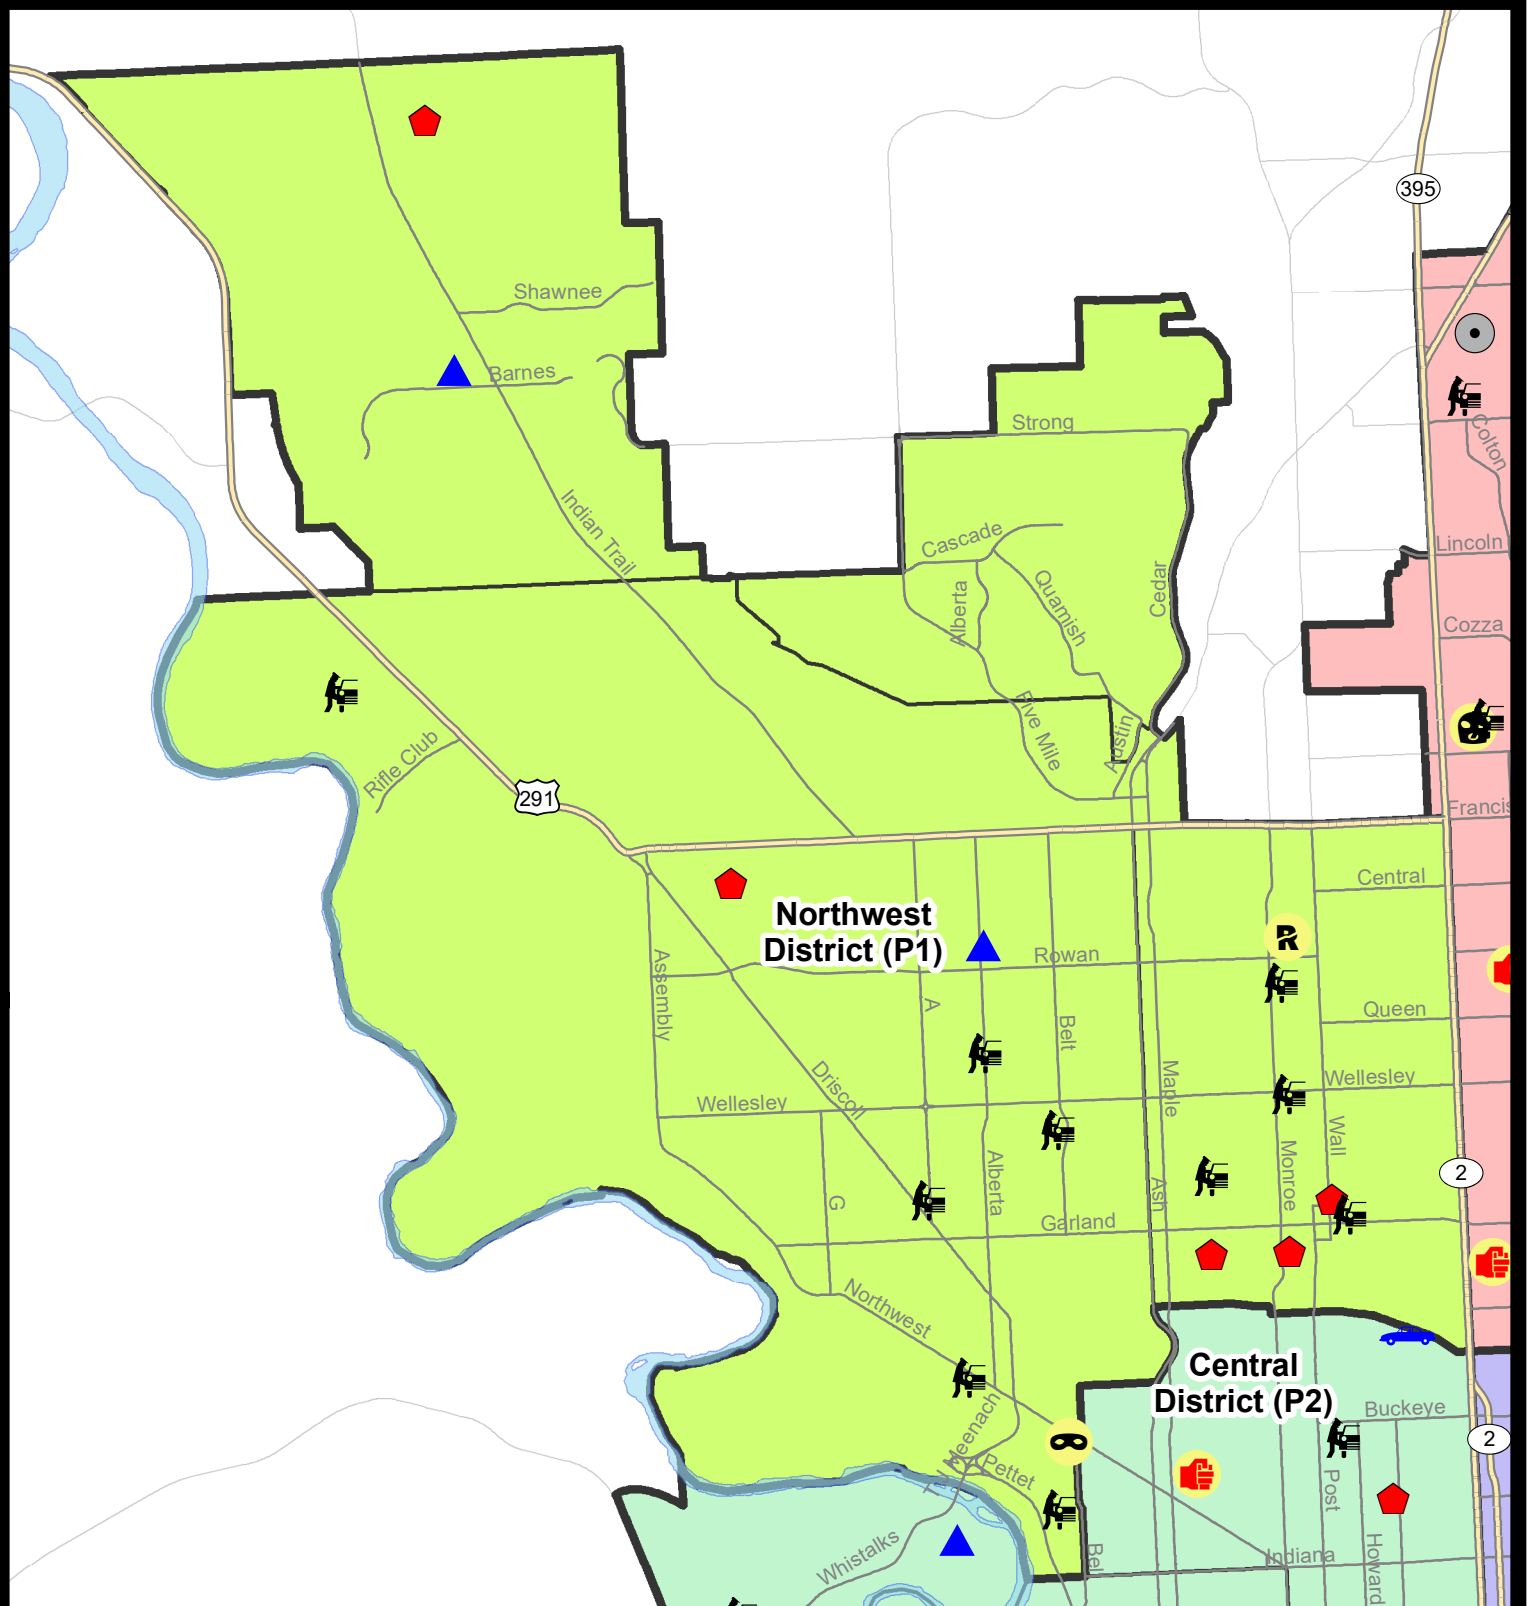 395
Shawnee
Barnes
Colton
Strong
Indian Trail
Cascade
Lincoln
Alberta
Quamish
Cedar
Cozza
Five Mile
Austin
Rifle Club
291
Francis
Central
Northwest
District (P1)
Rowan
Assembly
A
Belt
Queen
Driscoll
Maple
Wellesley
Wellesley
Wall
Monroe
2
Alberta
Ash
G
Garland
Northwest
Central
District (P2)
Buckeye
2
Meenach
Pettet
Post
Whistalks
Bel
Indiana
Howard